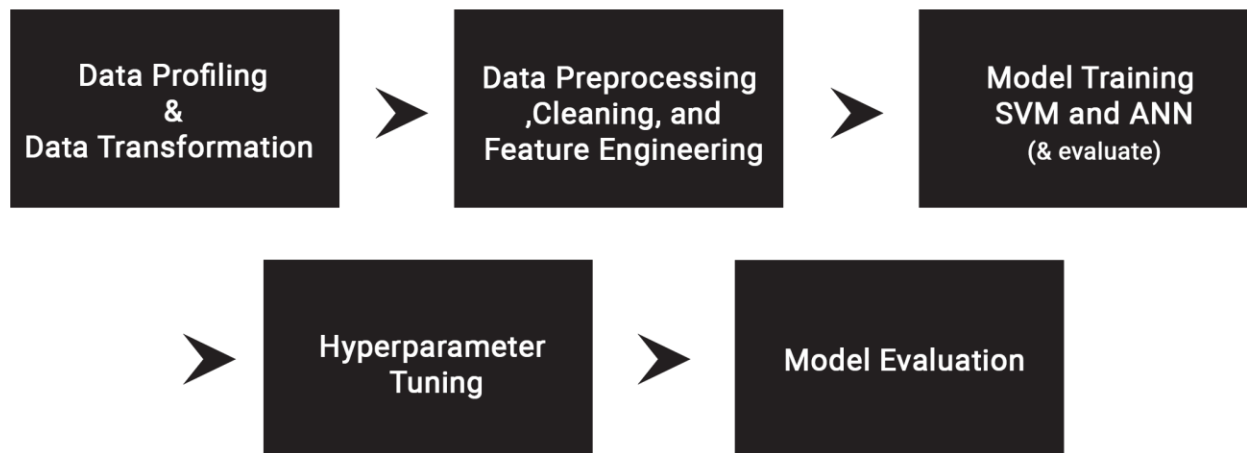 Data Profiling
&
Data Transformation
Data Preprocessing
,Cleaning, and
Feature Engineering
Model Training
SVM and ANN
(& evaluate)
Hyperparameter
Tuning
Model Evaluation